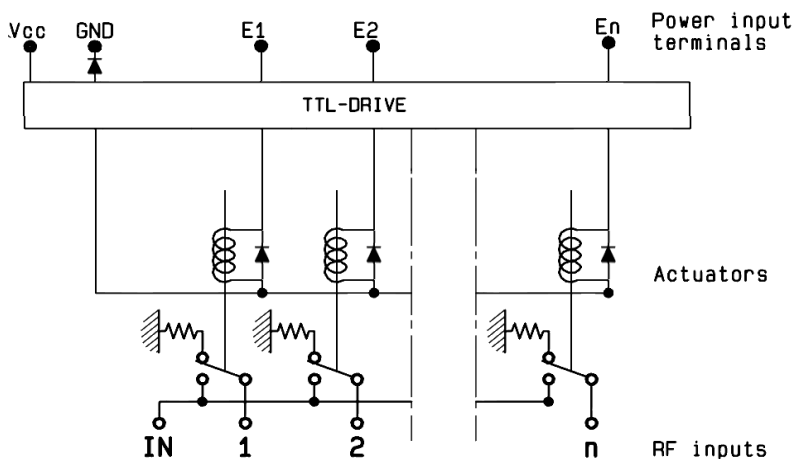 Vcc GND E1 E2 En Power input
terminals
TTL-DRIVE
Actuators
IN 1 2 n RF inputs